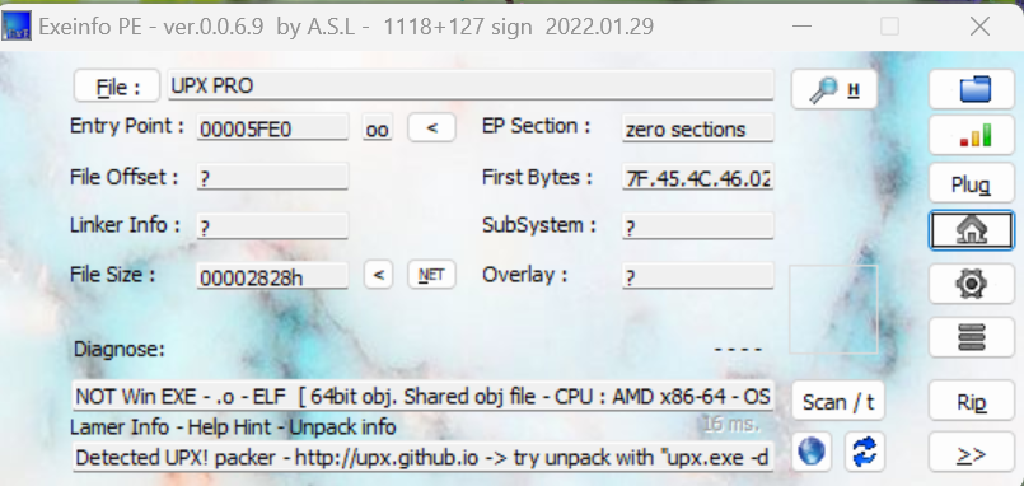 Exeinfo PE - ver.0.0.6.9 by A.S.L - 1118+127 sign 2022.01.29
File : UPX PRO H
Entry Point : 00005FE0 oo < EP Section : zero sections
File Offset : ? First Bytes : 7F.45.4C.46.02 Plug
Linker Info : ? SubSystem : ?
File Size : 00002828h < NET Overlay : ?
Diagnose: - - - -
NOT Win EXE - .o - ELF [ 64bit obj. Shared obj file - CPU : AMD x86-64 - OS Scan / t Rip
Lamer Info - Help Hint - Unpack info 16 ms.
Detected UPX! packer - http://upx.github.io -> try unpack with "upx.exe -d >>